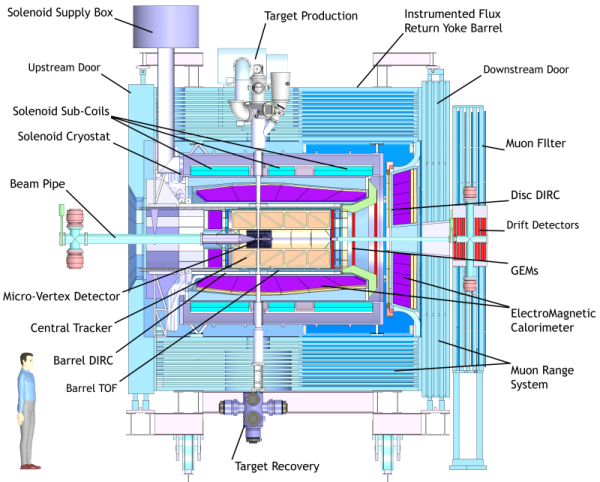 Solenoid Supply Box
Target Production
Instrumented Flux
Return Yoke Barrel
Upstream Door
Downstream Door
Solenoid Sub-Coils
Solenoid Cryostat
Muon FIlter
Beam Pipe
Disc DIRC
Drift Detectors
GEMs
Micro-Vertex Detector
Central Tracker
ElectroMagnetic
Calorimeter
Barrel DIRC
Barrel TOF
Muon Range
System
Target Recovery